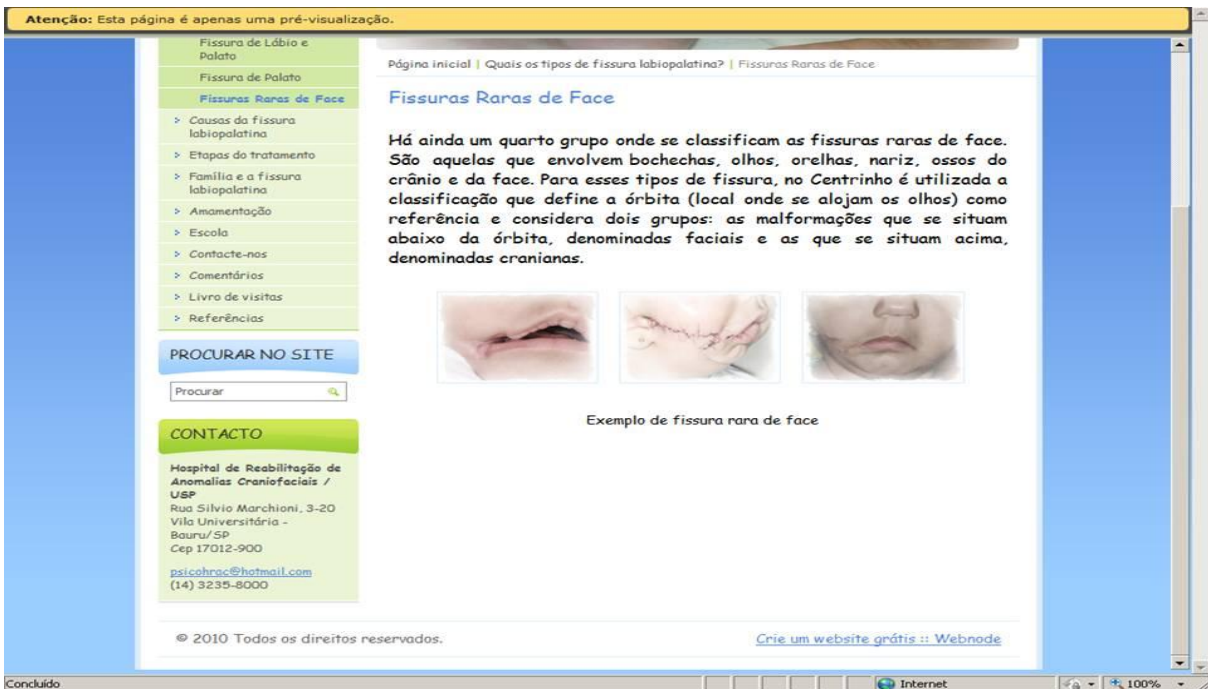 Atenção: Esta página é apenas uma pré-visualização.
Fissura de Lábio e
Palato
Fissura de Palato
Fissuras Raras de Face
Causas da fissura
labiopalatina
Etapas do tratamento
Família e a fissura
labiopalatina
Amamentação
Escola
Contacte-nos
Comentários
Livro de visitas
Referências
PROCURAR NO SITE
Procurar
CONTACTO
Hospital de Reabilitação de
Anomalias Craniofaciais /
USP
Rua Silvio Marchioni, 3-20
Vila Universitária -
Bauru/SP
Cep 17012-900
psicohrac@hotmail.com
(14) 3235-8000
Página inicial | Quais os tipos de fissura labiopalatina? | Fissuras Raras de Face
Fissuras Raras de Face
Há ainda um quarto grupo onde se classificam as fissuras raras de face.
São aquelas que envolvem bochechas, olhos, orelhas, nariz, ossos do
crânio e da face. Para esses tipos de fissura, no Centrinho é utilizada a
classificação que define a órbita (local onde se alojam os olhos) como
referência e considera dois grupos: as malformações que se situam
abaixo da órbita, denominadas faciais e as que se situam acima,
denominadas cranianas.
Exemplo de fissura rara de face
© 2010 Todos os direitos reservados.
Crie um website grátis :: Webnode
Concluído
Internet
100%